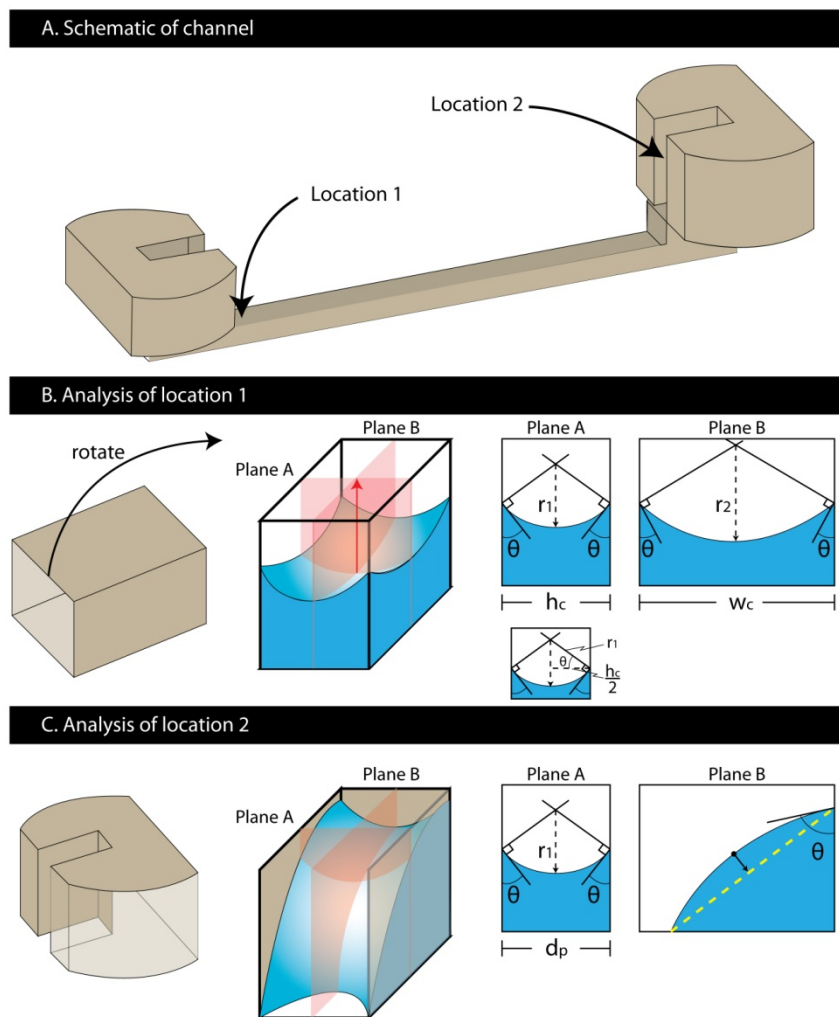 A. Schematic of channel
Location 2
Location 1
B. Analysis of location 1
rotate
Plane A
Plane B
Plane A
Plane B
r1
r2
θ
θ
θ
θ
hc
wc
r1
θ
hc
2
C. Analysis of location 2
Plane A
Plane B
Plane A
Plane B
r1
θ
θ
θ
dp